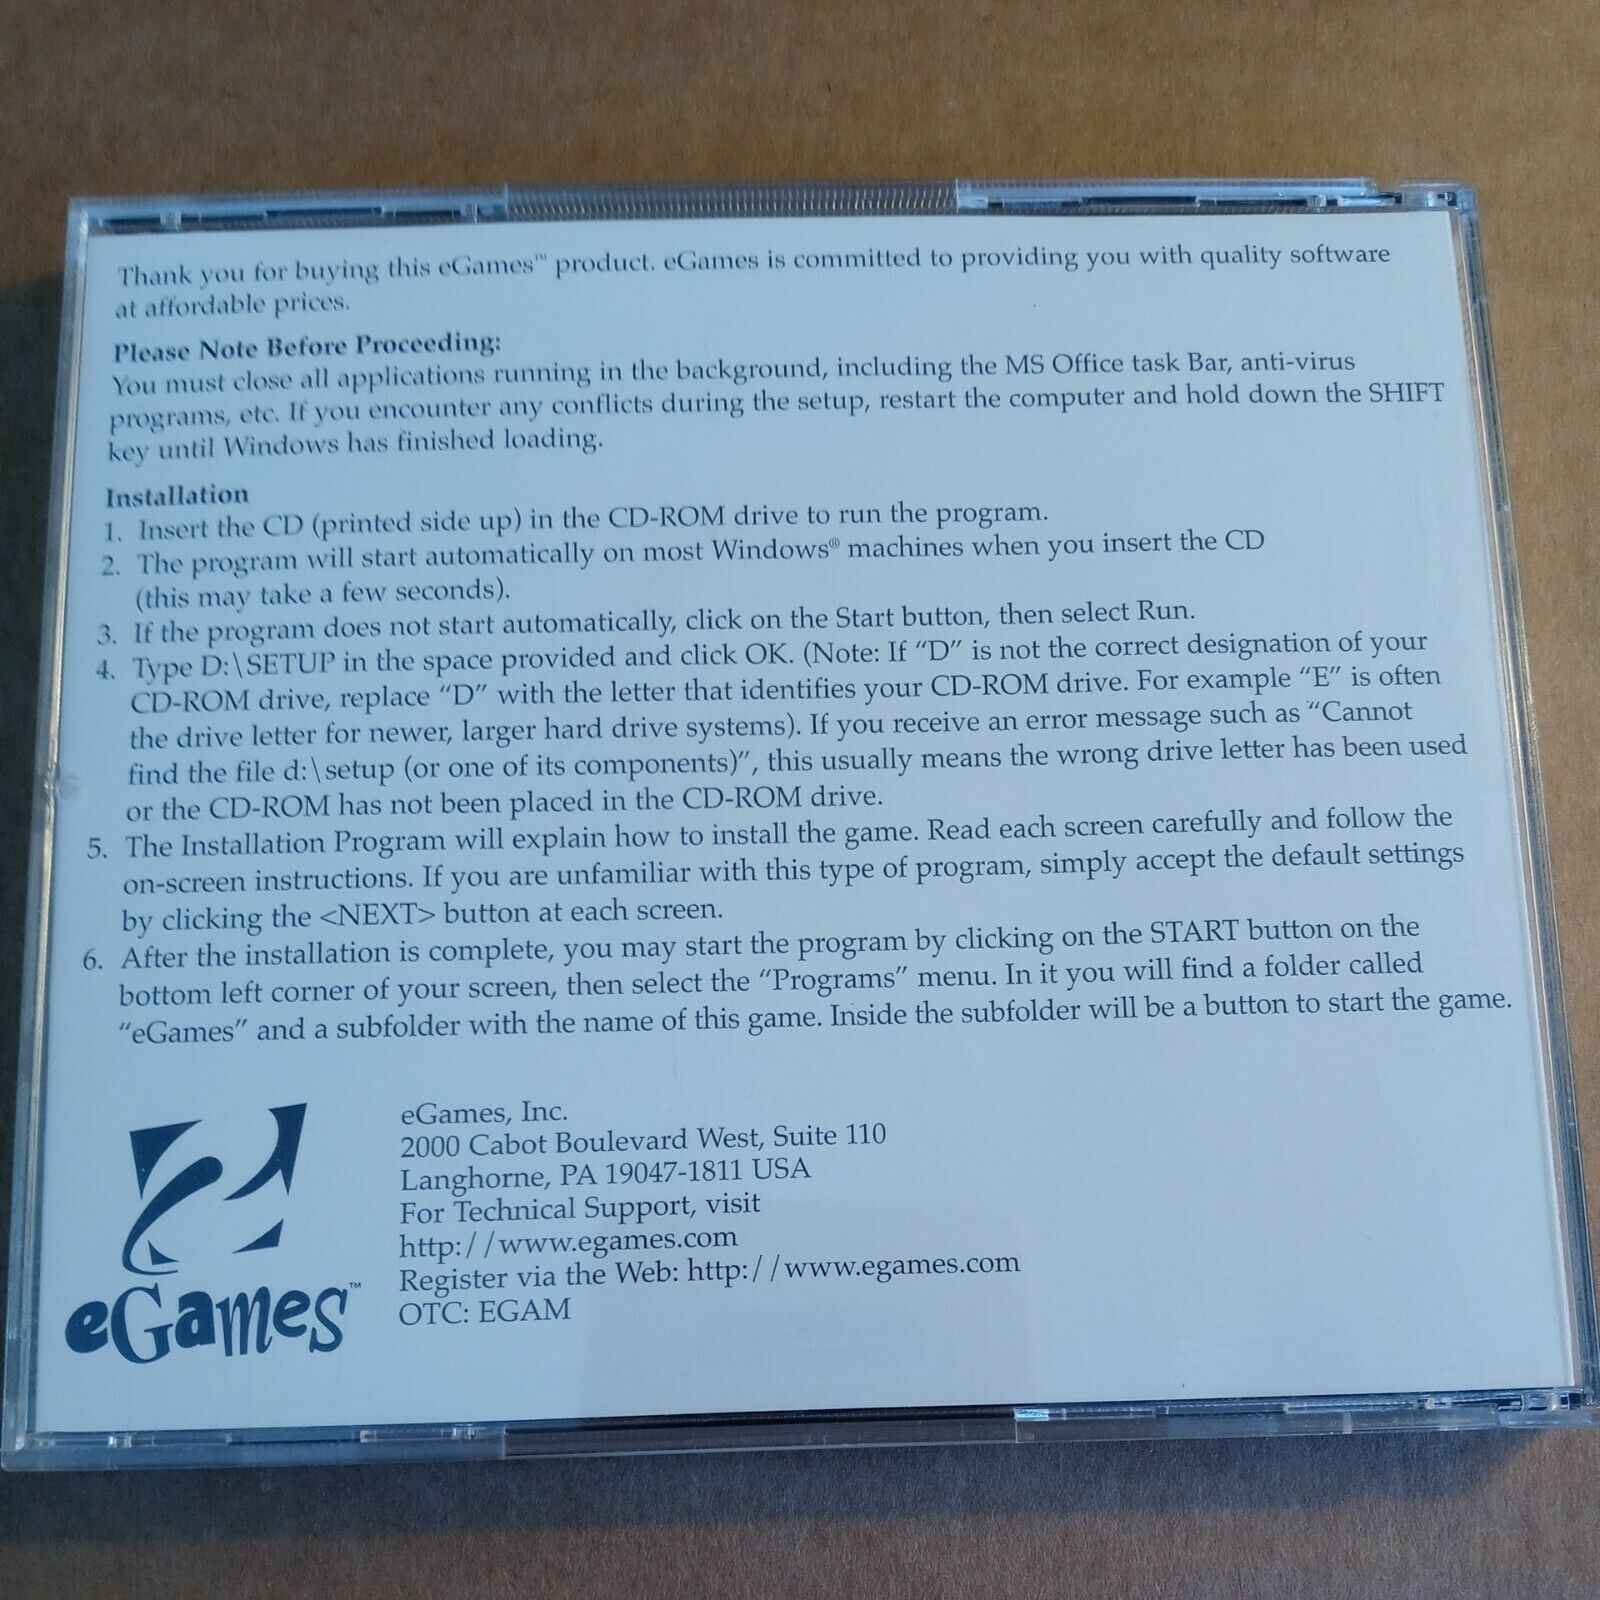 Thank you for buying this eGames™ product. eGames is committed to providing you with quality software
at affordable prices.
Please Note Before Proceeding:
You must close all applications running in the background, including the MS Office task Bar, anti-virus
programs, etc. If you encounter any conflicts during the setup, restart the computer and hold down the SHIFT
key until Windows has finished loading.
Installation
1. Insert the CD (printed side up) in the CD-ROM drive to run the program.
2. The program will start automatically on most Windows® machines when you insert the CD
(this may take a few seconds).
3. If the program does not start automatically, click on the Start button, then select Run.
4. Type D:\SETUP in the space provided and click OK. (Note: If “D” is not the correct designation of your
CD-ROM drive, replace “D” with the letter that identifies your CD-ROM drive. For example “E” is often
the drive letter for newer, larger hard drive systems). If you receive an error message such as “Cannot
find the file d:\setup (or one of its components)”, this usually means the wrong drive letter has been used
or the CD-ROM has not been placed in the CD-ROM drive.
5. The Installation Program will explain how to install the game. Read each screen carefully and follow the
on-screen instructions. If you are unfamiliar with this type of program, simply accept the default settings
by clicking the <NEXT> button at each screen.
6. After the installation is complete, you may start the program by clicking on the START button on the
bottom left corner of your screen, then select the “Programs” menu. In it you will find a folder called
“eGames” and a subfolder with the name of this game. Inside the subfolder will be a button to start the game.
eGames™
eGames, Inc.
2000 Cabot Boulevard West, Suite 110
Langhorne, PA 19047-1811 USA
For Technical Support, visit
http://www.egames.com
Register via the Web: http://www.egames.com
OTC: EGAM